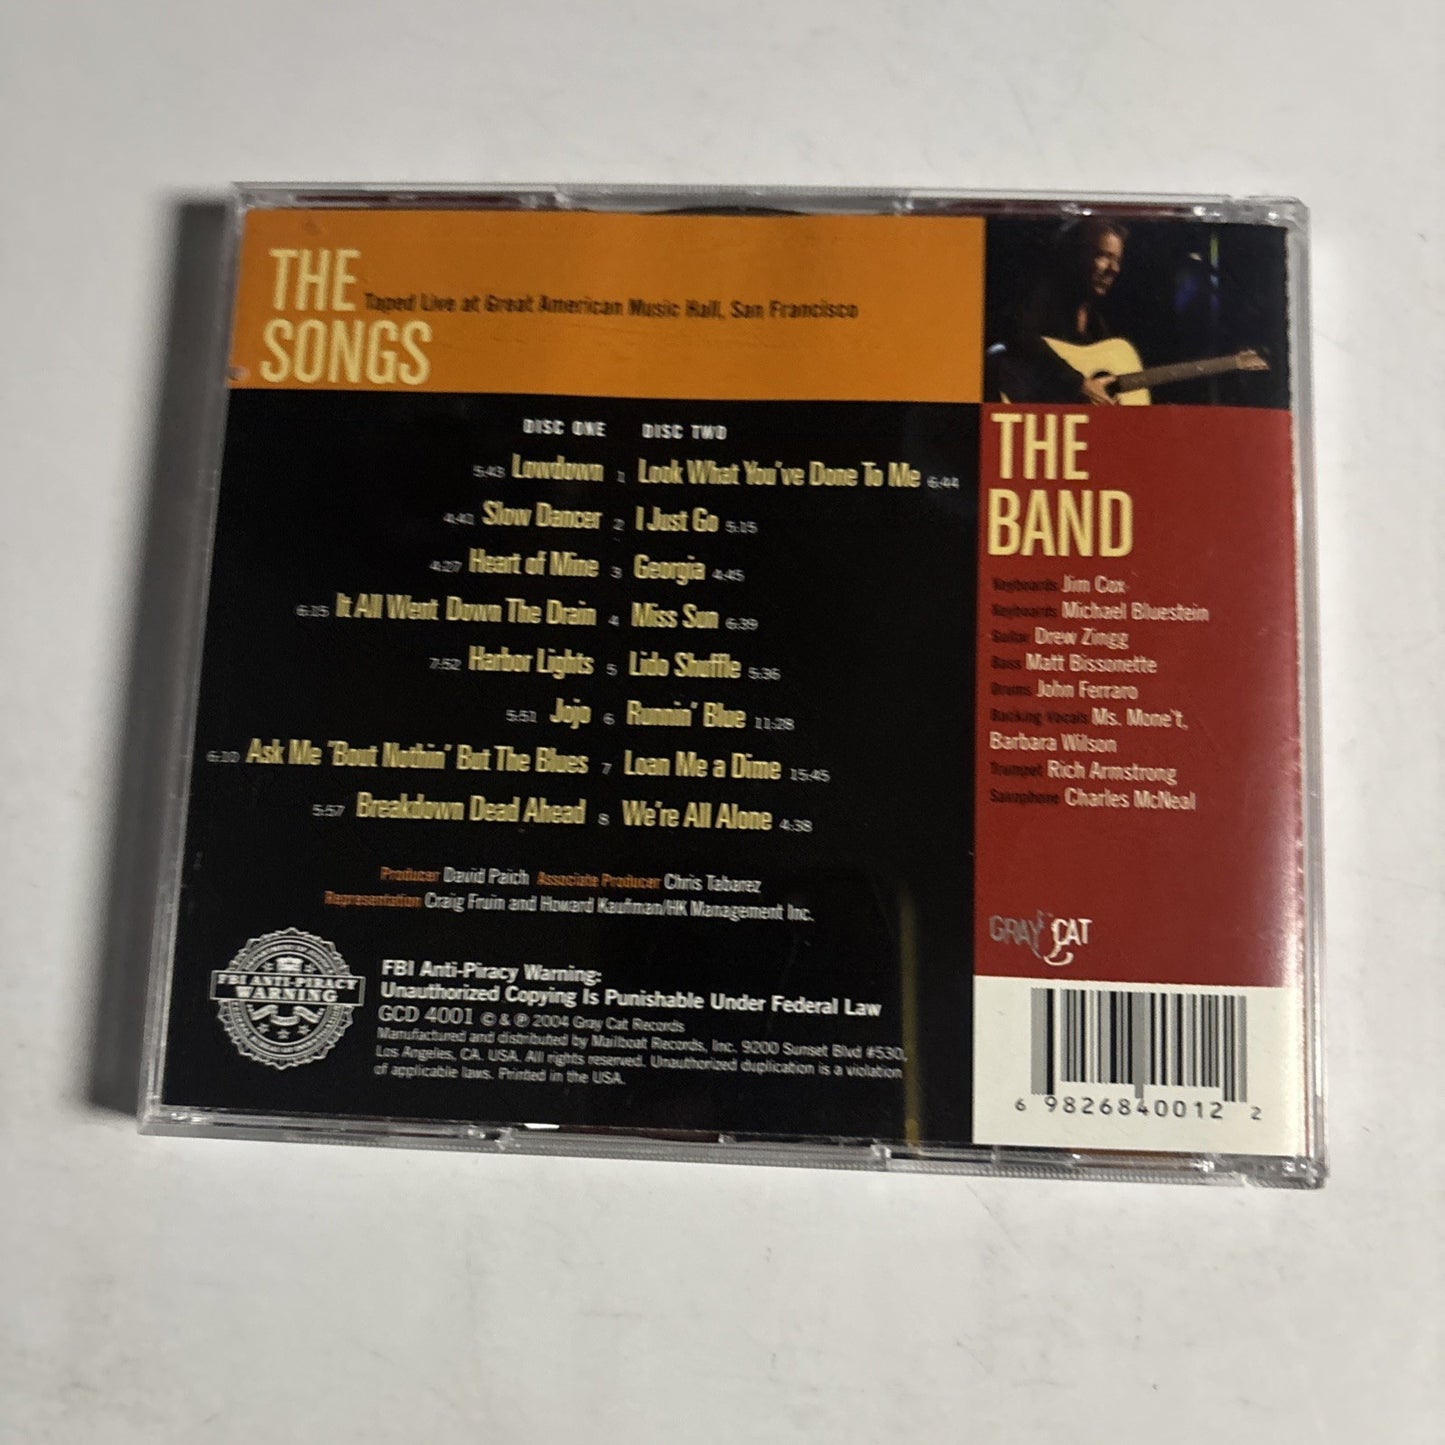 THE
SONGS
Taped Live at Great American Music Hall, San Francisco
DISC ONE DISC TWO
5:43 Lowdown 1 Look What You've Done To Me 6:44
4:41 Slow Dancer 2 I Just Go 5:15
4:27 Heart of Mine 3 Georgia 4:45
6:15 It All Went Down The Drain 4 Miss Sun 6:39
7:52 Harbor Lights 5 Lido Shuffle 5:36
5:51 Jojo 6 Runnin' Blue 11:28
6:10 Ask Me 'Bout Nothin' But The Blues 7 Loan Me a Dime 15:45
5:57 Breakdown Dead Ahead 8 We're All Alone 4:38
Producer David Paich Associate Producer Chris Tabarez
Representation Craig Fruin and Howard Kaufman/HK Management Inc.
FBI ANTI-PIRACY
WARNING
FBI Anti-Piracy Warning:
Unauthorized Copying Is Punishable Under Federal Law
GCD 4001 © & ℗ 2004 Gray Cat Records
Manufactured and distributed by Mailboat Records, Inc. 9200 Sunset Blvd #530,
Los Angeles, CA. USA. All rights reserved. Unauthorized duplication is a violation
of applicable laws. Printed in the USA.
THE
BAND
Keyboards Jim Cox
Keyboards Michael Bluestein
Guitar Drew Zingg
Bass Matt Bissonette
Drums John Ferraro
Backing Vocals Ms. Mone't,
Barbara Wilson
Trumpet Rich Armstrong
Saxophone Charles McNeal
GRAY CAT
6 98268 40012 2